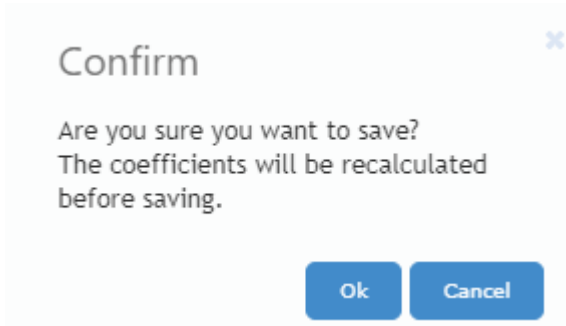 Confirm
Are you sure you want to save?
The coefficients will be recalculated
before saving.
Ok
Cancel